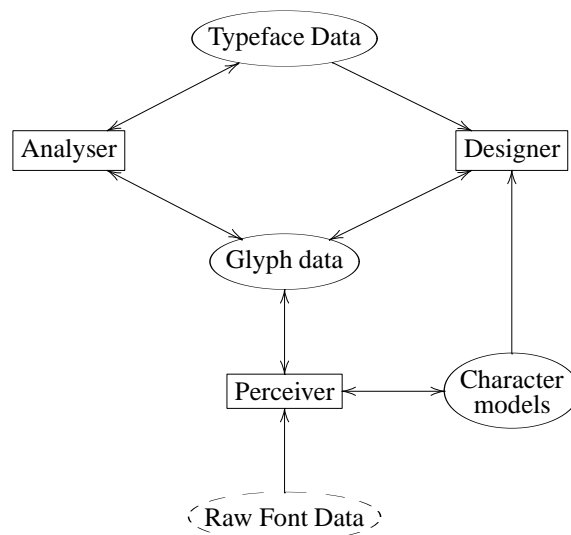 Typeface Data
Analyser
Designer
Glyph data
Perceiver
Character
models
Raw Font Data